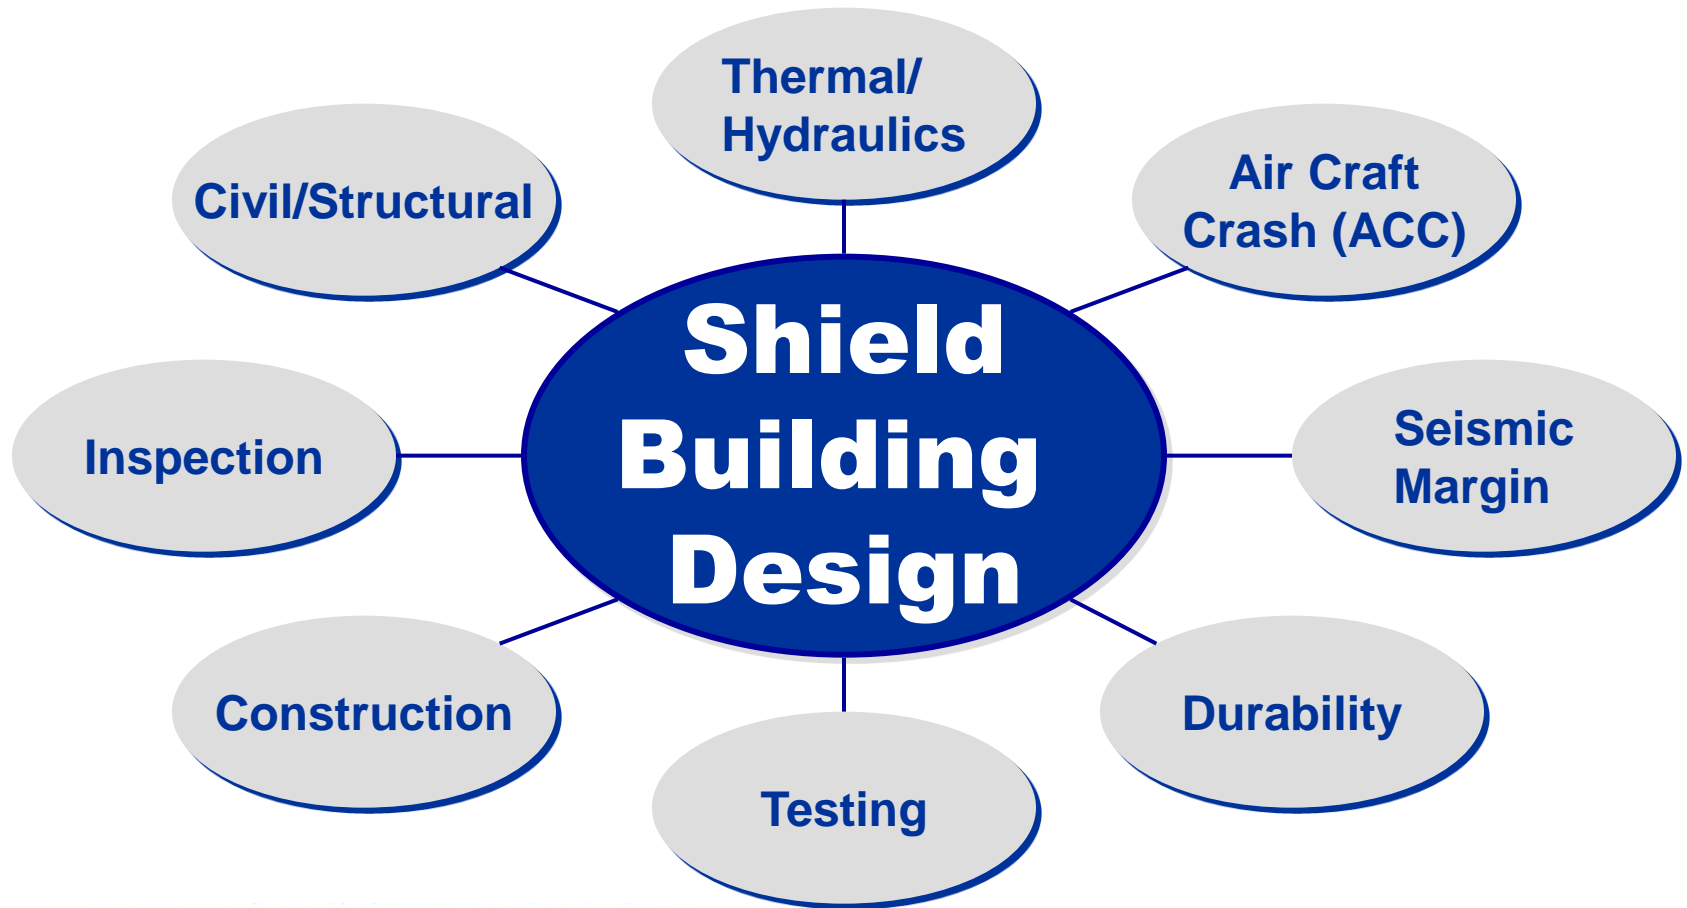 Thermal/
Hydraulics
Air Craft
Crash (ACC)
Civil/Structural
Shield
Building
Design
Seismic
Margin
Inspection
Durability
Construction
Testing